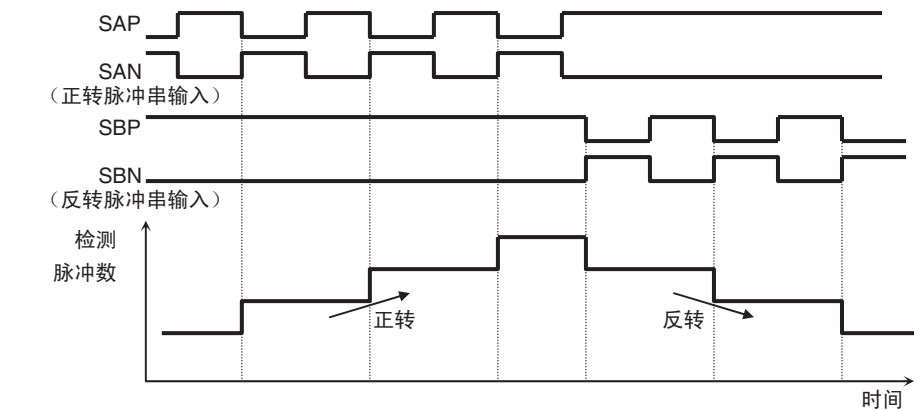 SAP
SAN
（正转脉冲串输入）
SBP
SBN
（反转脉冲串输入）
检测
脉冲数
正转
反转
时间